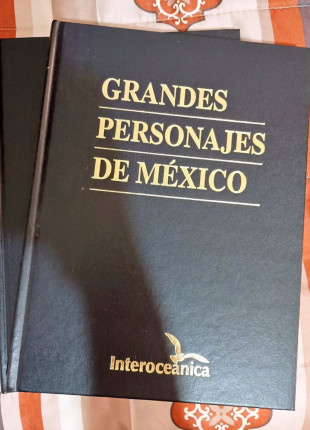 GRANDES
PERSONAJES
DE MÉXICO
Interoceánica